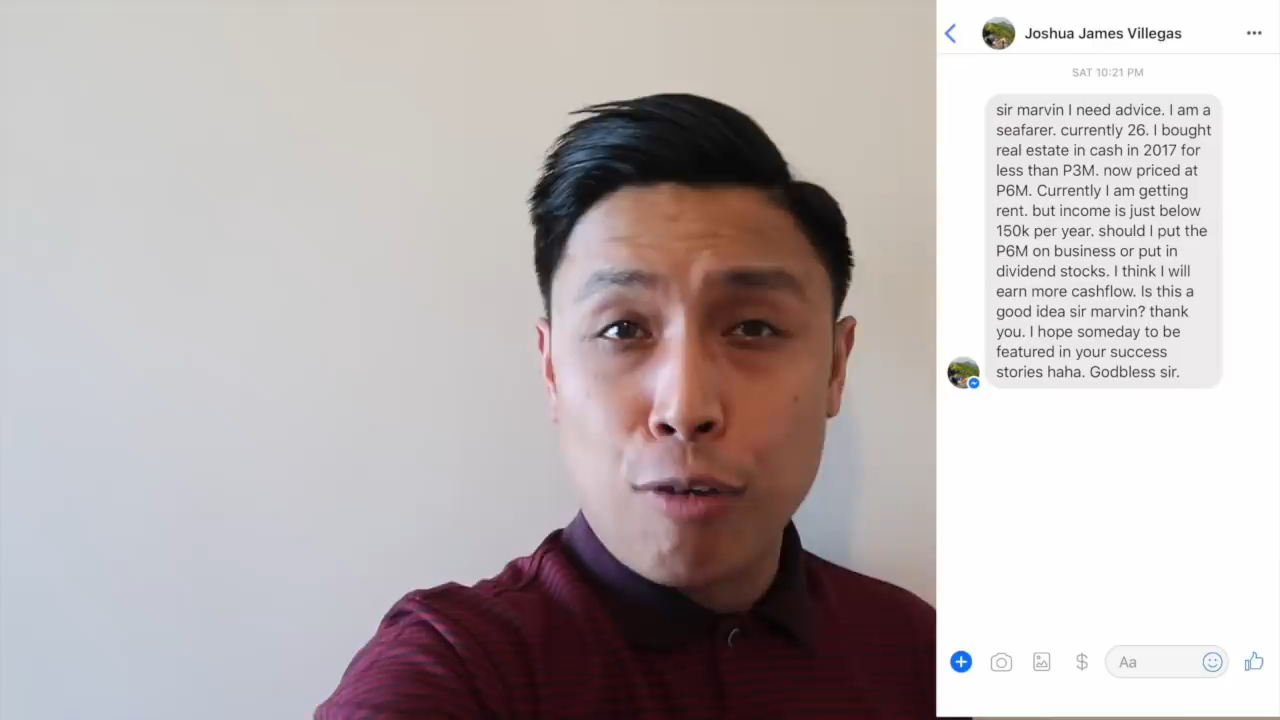 Joshua James Villegas
SAT 10:21 PM
sir marvin I need advice. I am a
seafarer. currently 26. I bought
real estate in cash in 2017 for
less than P3M. now priced at
P6M. Currently I am getting
rent. but income is just below
150k per year. should I put the
P6M on business or put in
dividend stocks. I think I will
earn more cashflow. Is this a
good idea sir marvin? thank
you. I hope someday to be
featured in your success
stories haha. Godbless sir.
Aa